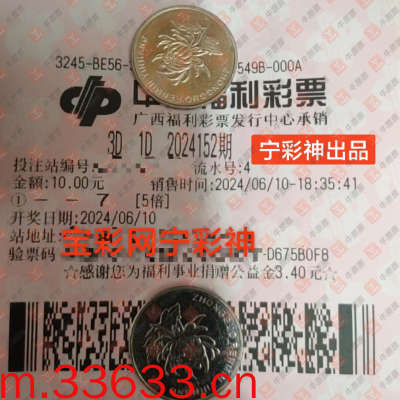 3245-BE56-
549B-000A
中 福利彩票
广西福利彩票发行中心承销
3D 1D 2024152期
宁彩神出品
投注站编号:
流水号:4
金额:10.00元
销售时间:2024/06/10-18:35:41
① - - 7 [5倍]
开奖日期:2024/06/10
站地址:
宝彩网宁彩神
验票码
-D675B0FB
☆感谢您为福利事业捐赠公益金3.40元☆
m.33633.cn